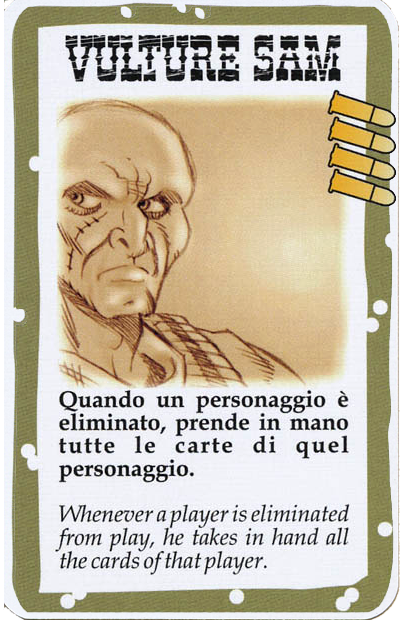 VULTURE SAM
Quando un personaggio è
eliminato, prende in mano
tutte le carte di quel
personaggio.
Whenever a player is eliminated
from play, he takes in hand all
the cards of that player.